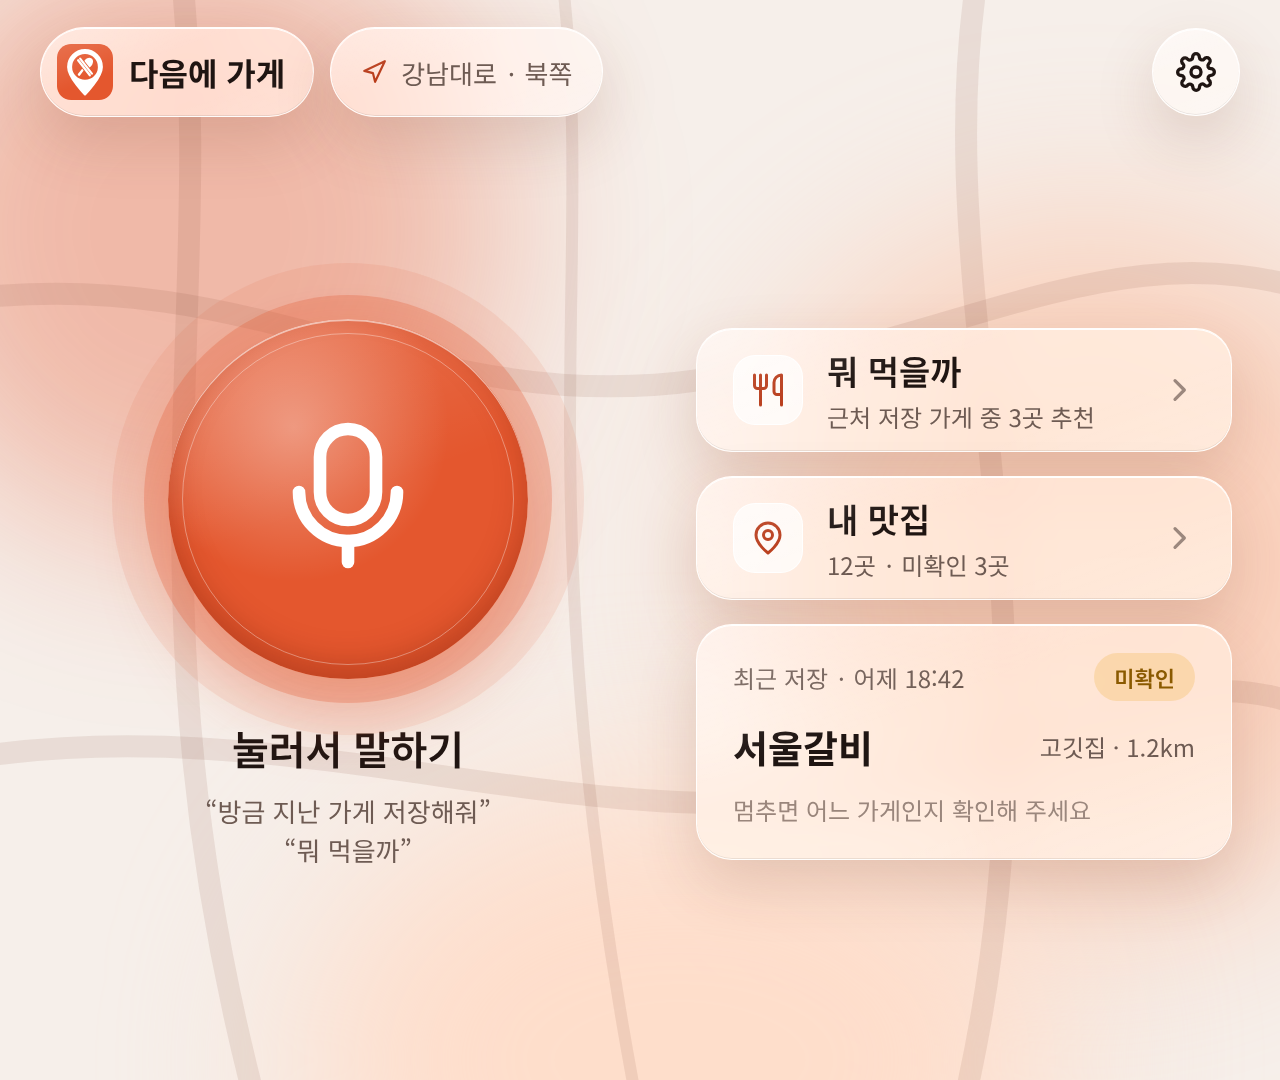 다음에 가게
강남대로 · 북쪽
눌러서 말하기
“방금 지난 가게 저장해줘”
“뭐 먹을까”
뭐 먹을까
근처 저장 가게 중 3곳 추천
내 맛집
12곳 · 미확인 3곳
최근 저장 · 어제 18:42
미확인
서울갈비
고깃집 · 1.2km
멈추면 어느 가게인지 확인해 주세요